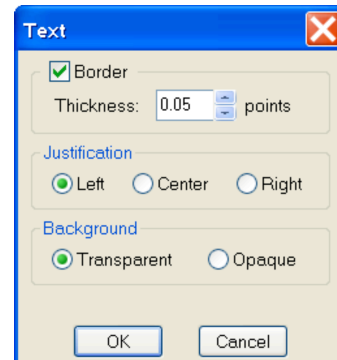 Text
Border
Thickness: 0.05 points
Justification
Left Center Right
Background
Transparent Opaque
OK Cancel